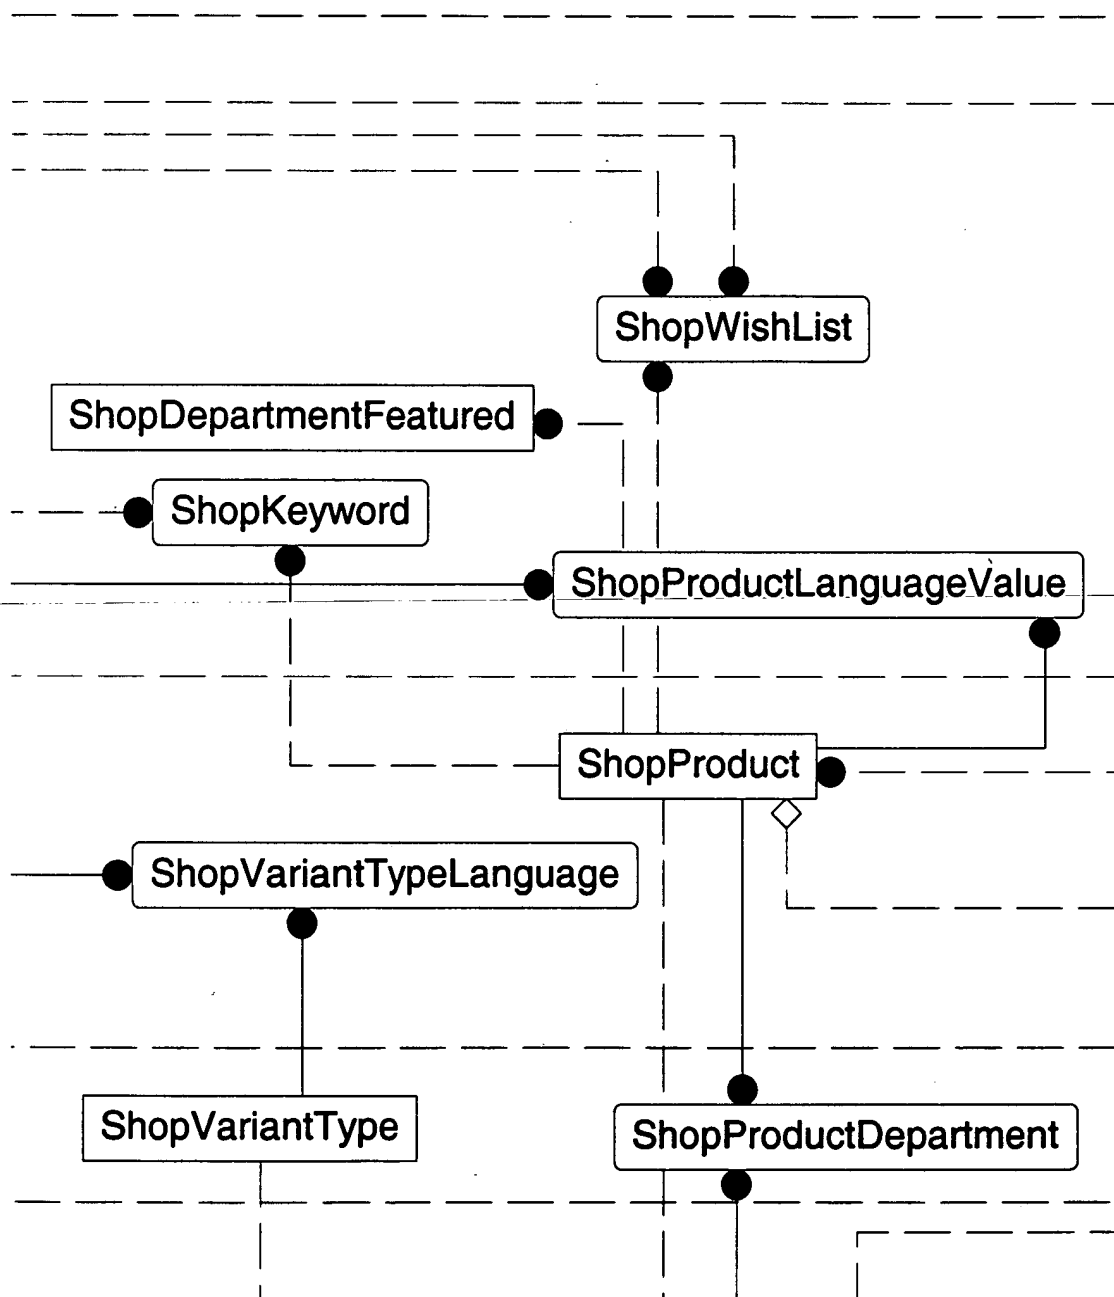 ShopWishList
ShopDepartmentFeatured
ShopKeyword
ShopProductLanguageValue
ShopProduct
ShopVariantTypeLanguage
ShopVariantType
ShopProductDepartment